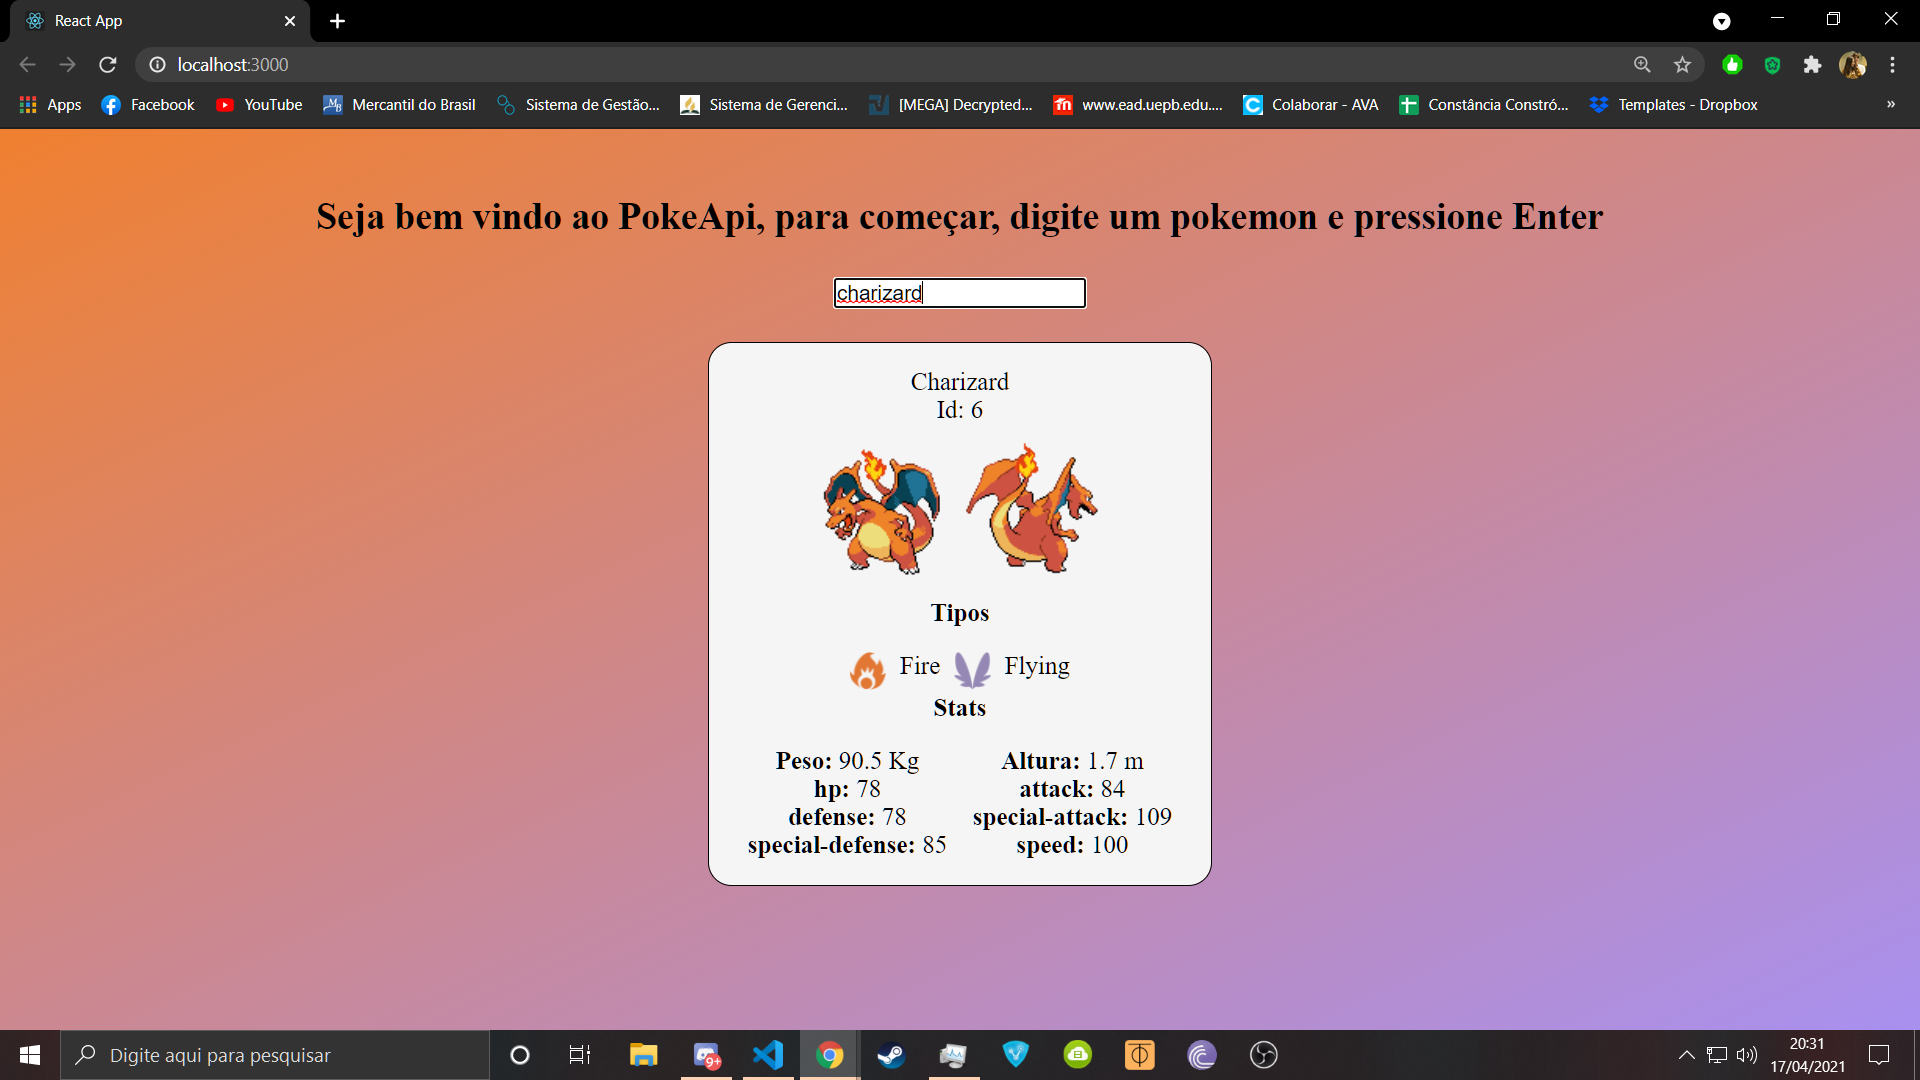 React App
localhost:3000
Apps Facebook YouTube Mercantil do Brasil Sistema de Gestão... Sistema de Gerenci... [MEGA] Decrypted... www.ead.uepb.edu.... Colaborar - AVA Constância Constró... Templates - Dropbox »
Seja bem vindo ao PokeApi, para começar, digite um pokemon e pressione Enter
charizard
Charizard
Id: 6
Tipos
Fire Flying
Stats
Peso: 90.5 Kg Altura: 1.7 m
hp: 78 attack: 84
defense: 78 special-attack: 109
special-defense: 85 speed: 100
Digite aqui para pesquisar
9+
20:31
17/04/2021